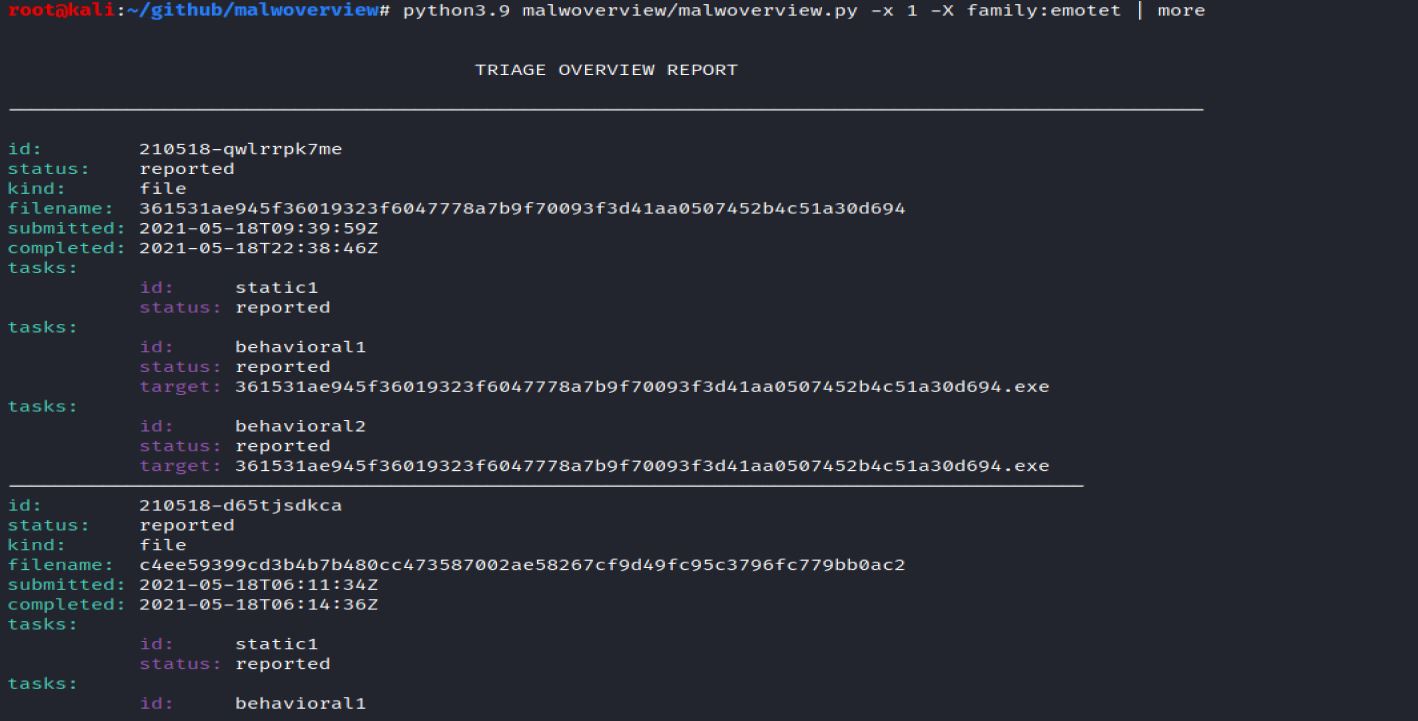 root@kali:~/github/malwoverview# python3.9 malwoverview/malwoverview.py -x 1 -X family:emotet | more
TRIAGE OVERVIEW REPORT
id: 210518-qwlrrpk7me
status: reported
kind: file
filename: 361531ae945f36019323f6047778a7b9f70093f3d41aa0507452b4c51a30d694
submitted: 2021-05-18T09:39:59Z
completed: 2021-05-18T22:38:46Z
tasks:
id: static1
status: reported
tasks:
id: behavioral1
status: reported
target: 361531ae945f36019323f6047778a7b9f70093f3d41aa0507452b4c51a30d694.exe
tasks:
id: behavioral2
status: reported
target: 361531ae945f36019323f6047778a7b9f70093f3d41aa0507452b4c51a30d694.exe
id: 210518-d65tjsdkca
status: reported
kind: file
filename: c4ee59399cd3b4b7b480cc473587002ae58267cf9d49fc95c3796fc779bb0ac2
submitted: 2021-05-18T06:11:34Z
completed: 2021-05-18T06:14:36Z
tasks:
id: static1
status: reported
tasks:
id: behavioral1